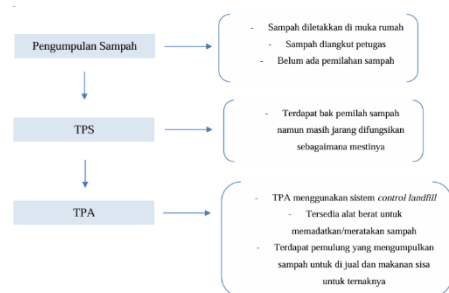 Pengumpulan Sampah
- Sampah diletakkan di muka rumah
- Sampah diangkut petugas
- Belum ada pemilahan sampah
TPS
- Terdapat bak pemilah sampah
namun masih jarang difungsikan
sebagaimana mestinya
TPA
- TPA menggunakan sistem control landfill
- Tersedia alat berat untuk
memadatkan/meratakan sampah
- Terdapat pemulung yang mengumpulkan
sampah untuk di jual dan makanan sisa
untuk ternaknya